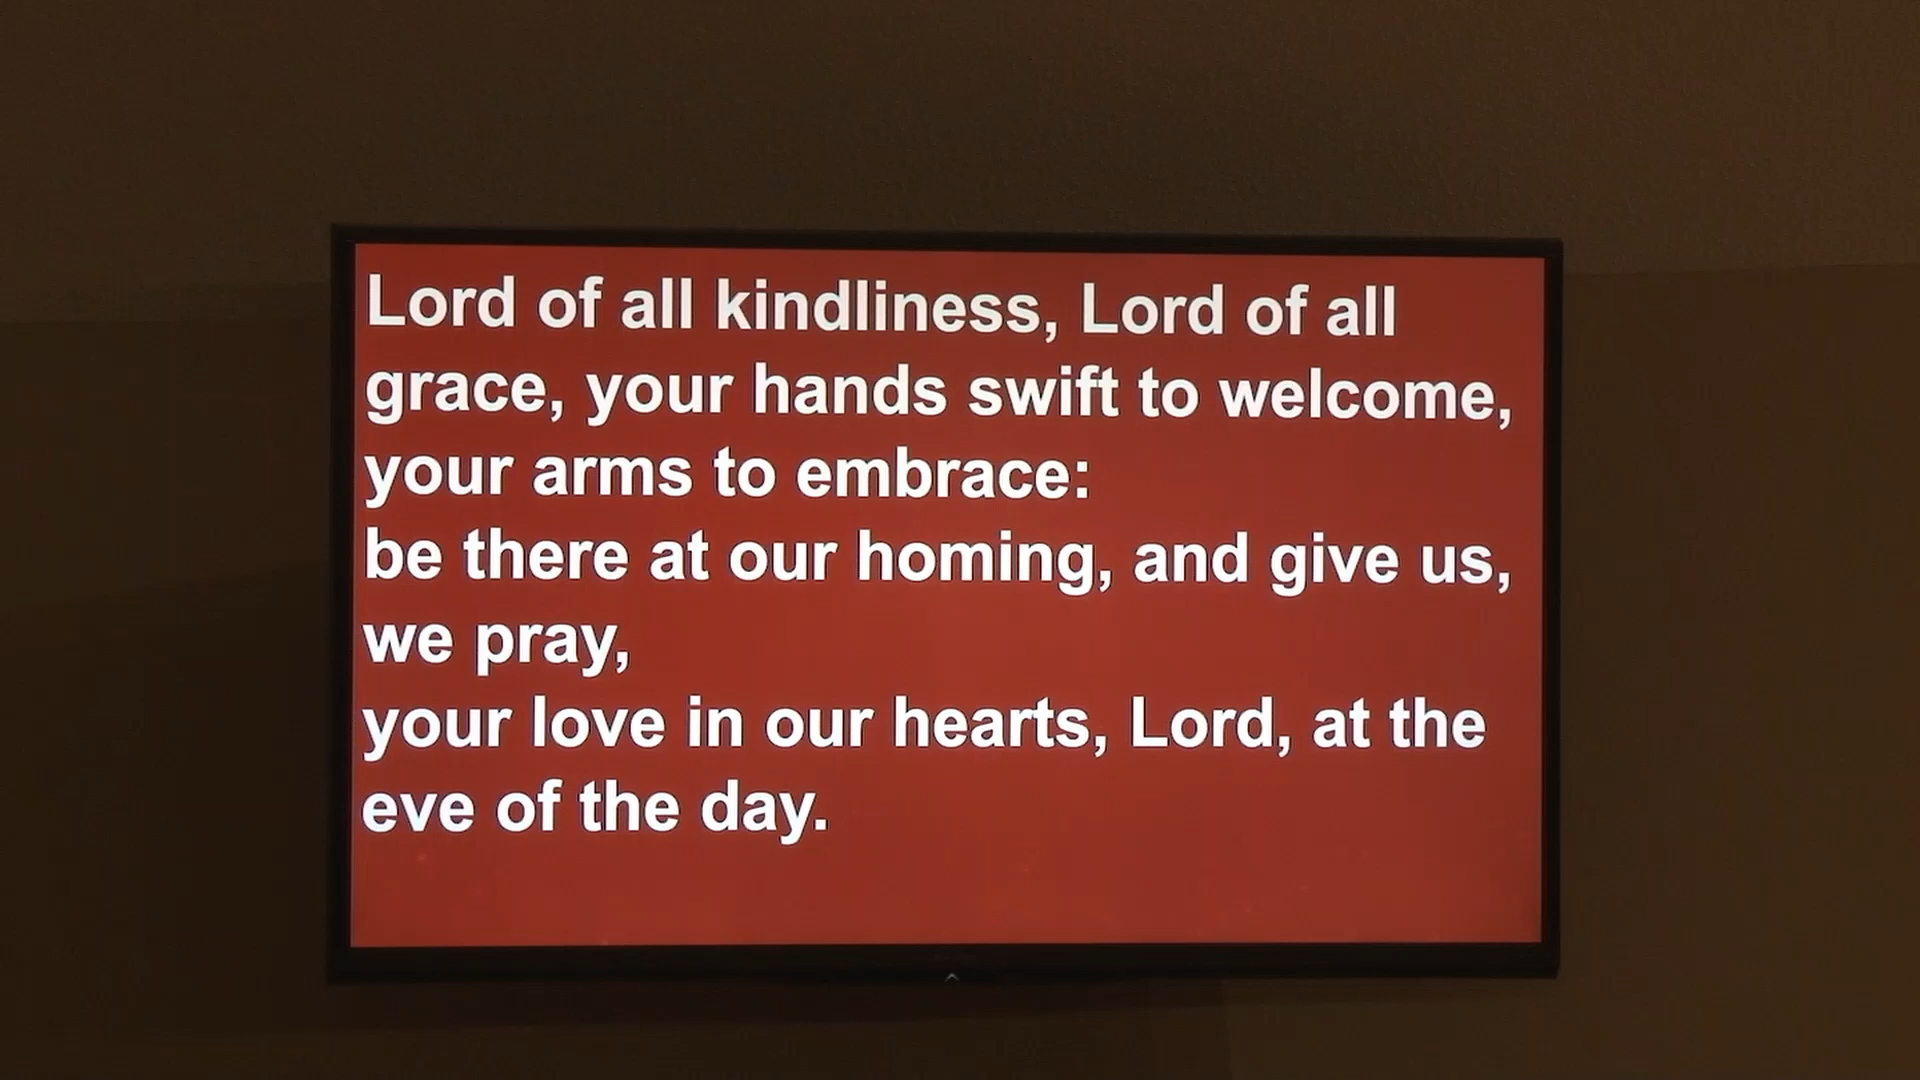 Lord of all kindliness, Lord of all
grace, your hands swift to welcome,
your arms to embrace:
be there at our homing, and give us,
we pray,
your love in our hearts, Lord, at the
eve of the day.